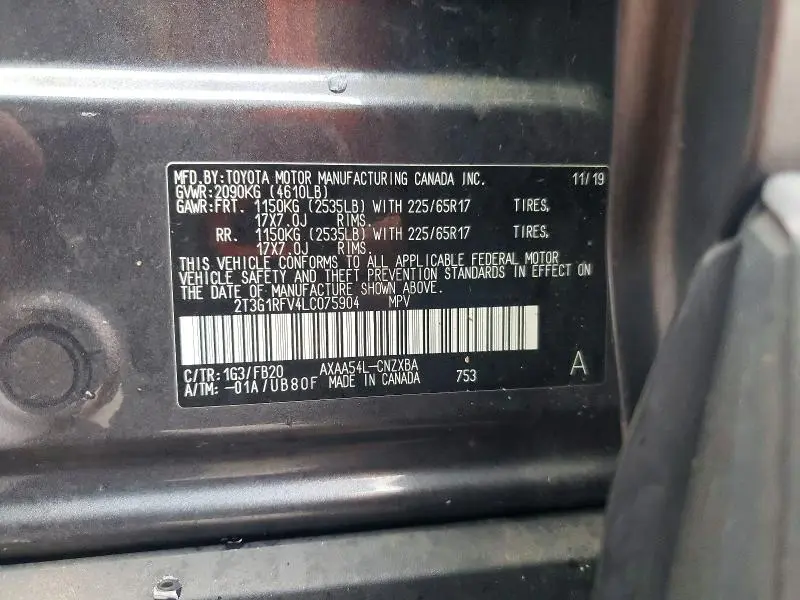 MFD.BY:TOYOTA MOTOR MANUFACTURING CANADA INC. 11/19
GVWR:2090KG (4610LB)
GAWR:FRT. 1150KG (2535LB) WITH 225/65R17 TIRES,
17X7.0J RIMS.
RR. 1150KG (2535LB) WITH 225/65R17 TIRES,
17X7.0J RIMS.
THIS VEHICLE CONFORMS TO ALL APPLICABLE FEDERAL MOTOR
VEHICLE SAFETY AND THEFT PREVENTION STANDARDS IN EFFECT ON
THE DATE OF MANUFACTURE SHOWN ABOVE.
2T3G1RFV4LC075904 MPV
C/TR:1G3/FB20 AXAA54L-CNZXBA
A/TM:-01A/UB80F MADE IN CANADA 753 A